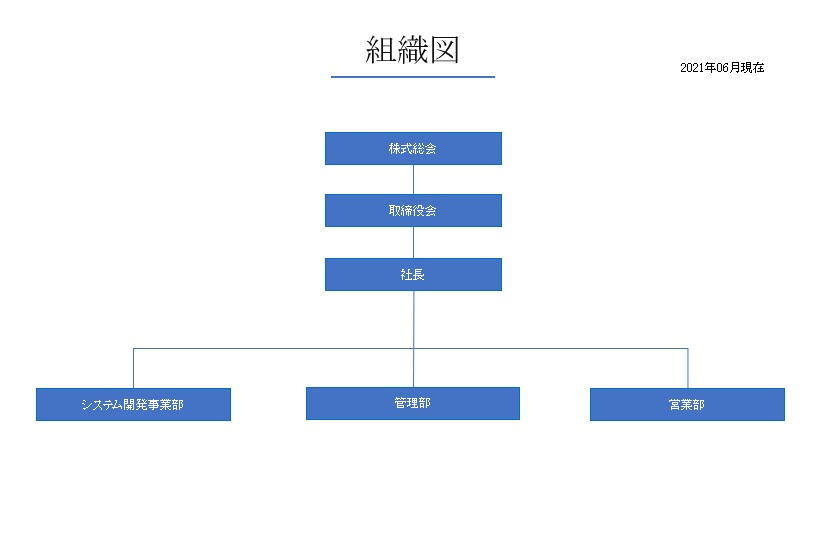 組織図
2021年06月現在
株式総会
取締役会
社長
システム開発事業部
管理部
営業部